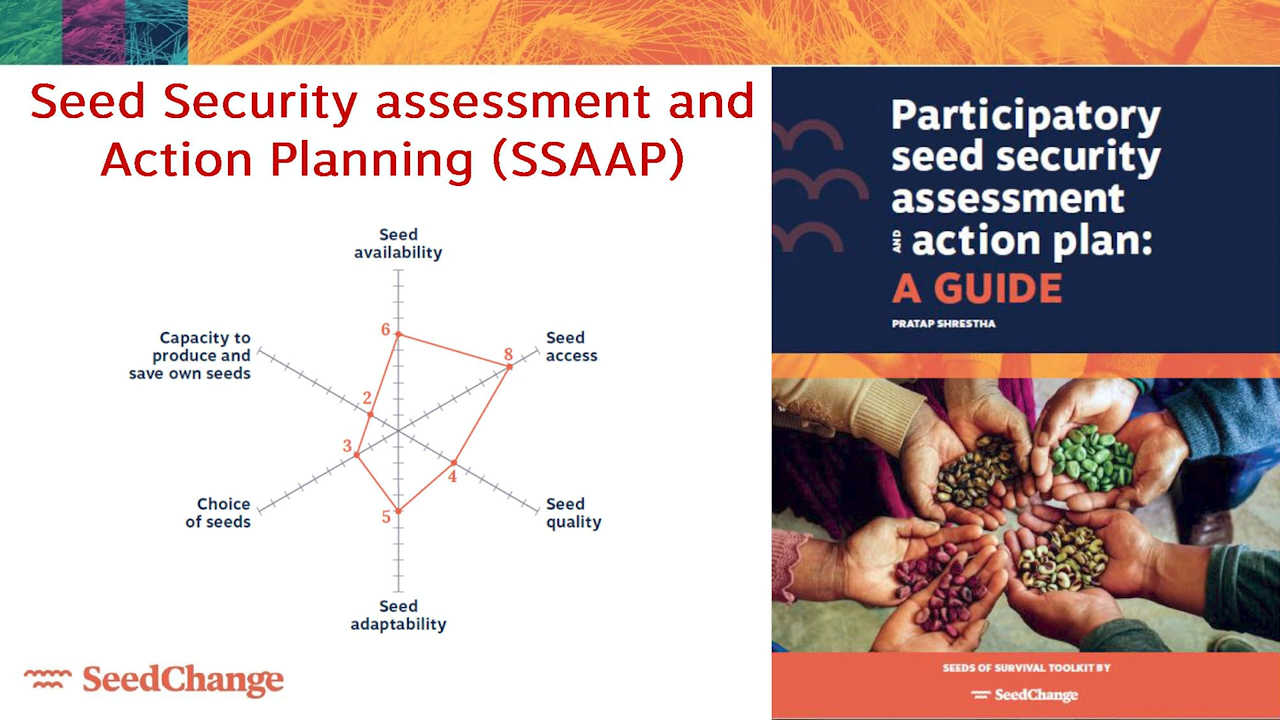 Seed Security assessment and
Action Planning (SSAAP)
Seed
availability
6
Seed
access
8
Capacity to
produce and
save own seeds
2
3
4
Choice
of seeds
5
Seed
quality
Seed
adaptability
SeedChange
Participatory
seed security
assessment
AND action plan:
A GUIDE
PRATAP SHRESTHA
SEEDS OF SURVIVAL TOOLKIT BY
SeedChange